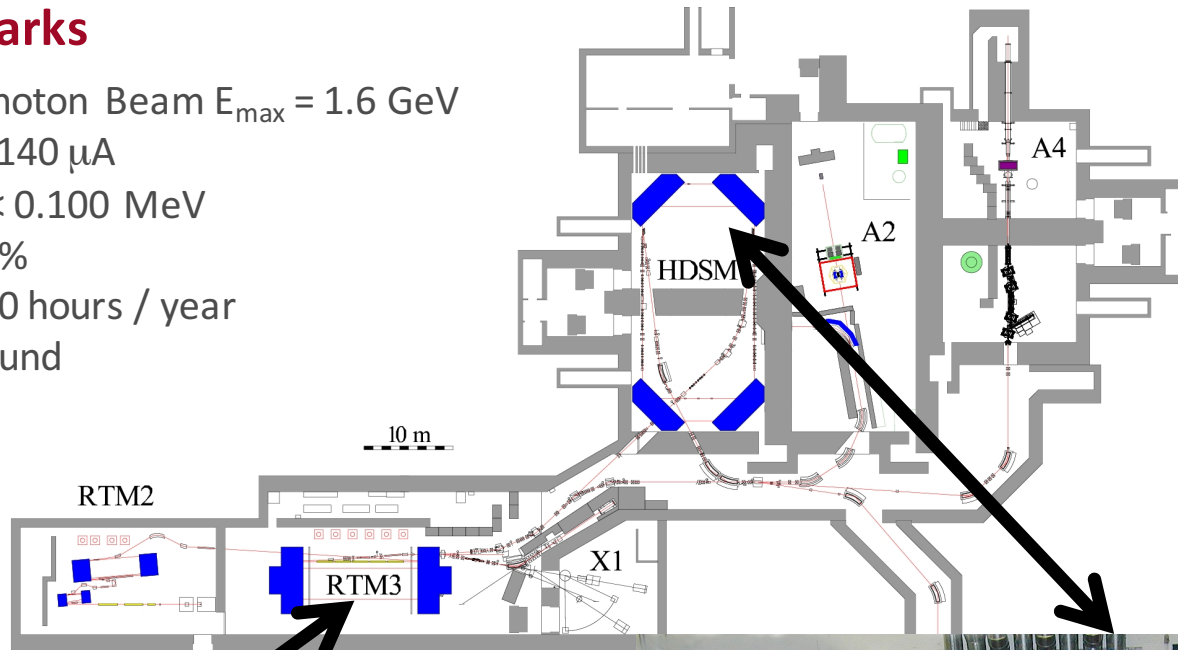 arks
hoton Beam Emax = 1.6 GeV
140 μA
< 0.100 MeV
%
0 hours / year
und
A4
A2
HDSM
10 m
RTM2
X1
RTM3